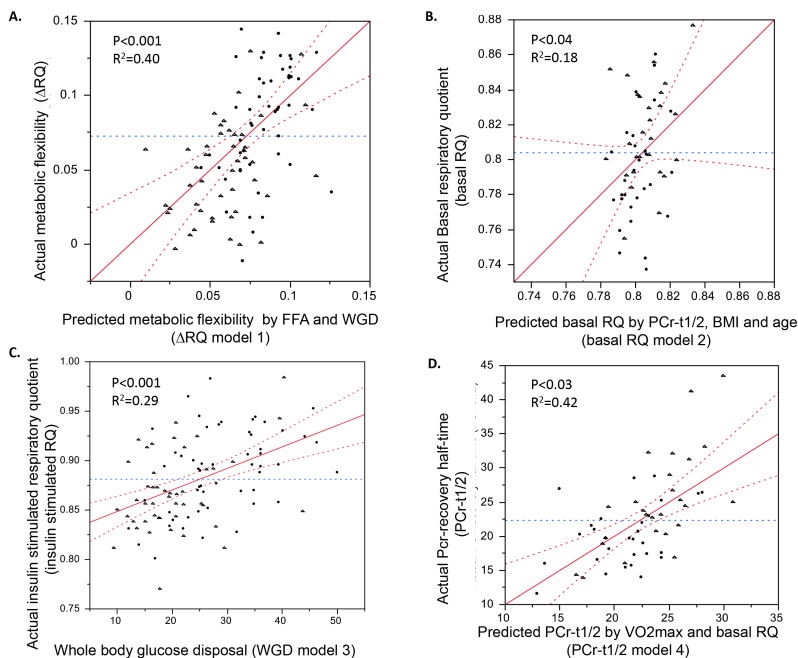 A.
P<0.001
R²=0.40
0.15
0.10
0.05
0
0
0.05
0.10
0.15
Actual metabolic flexibility (ΔRQ)
Predicted metabolic flexibility by FFA and WGD
(ΔRQ model 1)
B.
P<0.04
R²=0.18
0.88
0.86
0.84
0.82
0.8
0.78
0.76
0.74
0.74
0.76
0.78
0.80
0.82
0.84
0.86
0.88
Actual Basal respiratory quotient
(basal RQ)
Predicted basal RQ by PCr-t1/2, BMI and age
(basal RQ model 2)
C.
P<0.001
R²=0.29
1.00
0.95
0.90
0.85
0.80
0.75
10
20
30
40
50
Actual insulin stimulated respiratory quotient
(insulin stimulated RQ)
Whole body glucose disposal (WGD model 3)
D.
P<0.03
R²=0.42
45
40
35
30
25
20
15
10
10
15
20
25
30
35
Actual Pcr-recovery half-time
(PCr-t1/2)
Predicted PCr-t1/2 by VO2max and basal RQ
(PCr-t1/2 model 4)